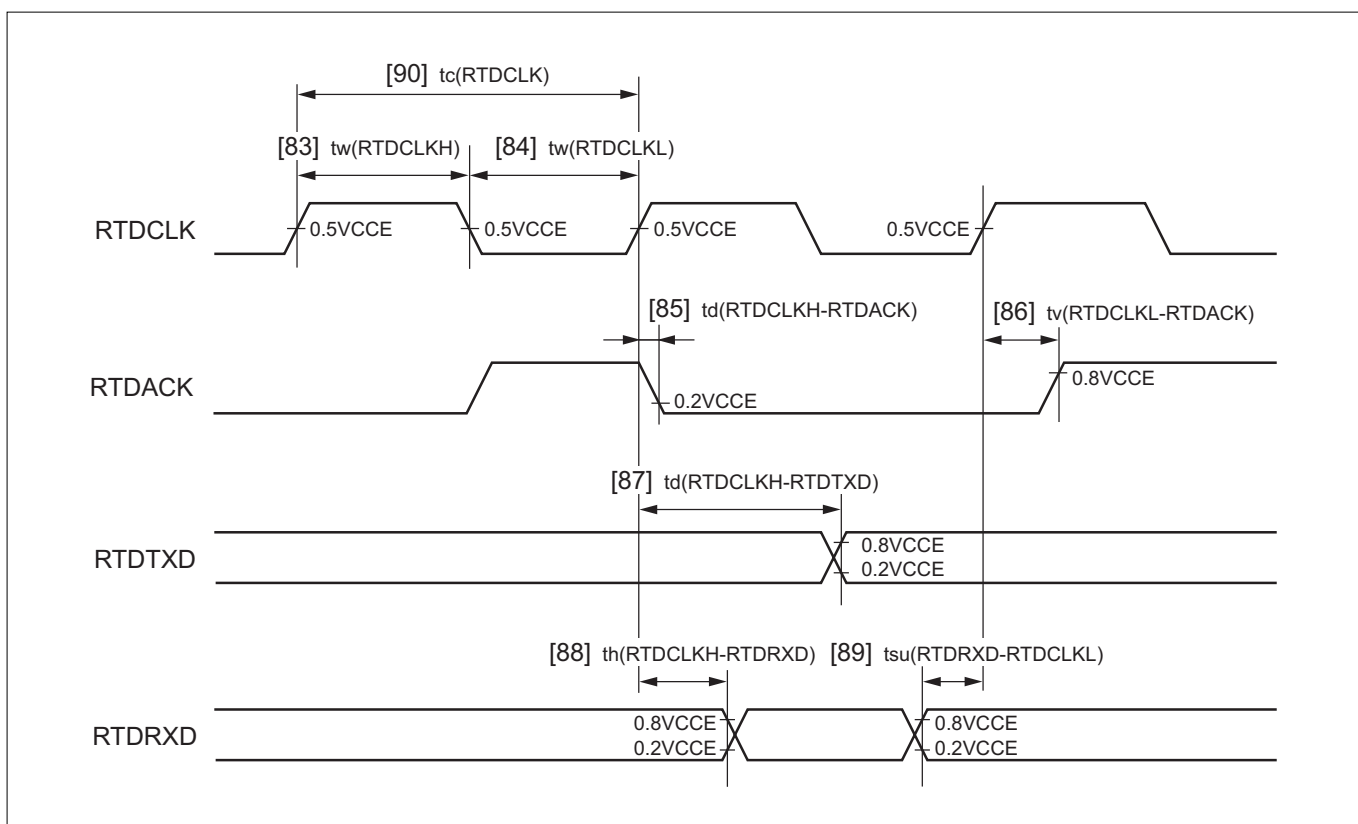 [90] tc(RTDCLK)
[83] tw(RTDCLKH) [84] tw(RTDCLKL)
RTDCLK 0.5VCCE 0.5VCCE 0.5VCCE 0.5VCCE
[85] td(RTDCLKH-RTDACK) [86] tv(RTDCLKL-RTDACK)
RTDACK 0.2VCCE 0.8VCCE
[87] td(RTDCLKH-RTDTXD)
RTDTXD 0.8VCCE
0.2VCCE
[88] th(RTDCLKH-RTDRXD) [89] tsu(RTDRXD-RTDCLKL)
RTDRXD 0.8VCCE 0.8VCCE
0.2VCCE 0.2VCCE